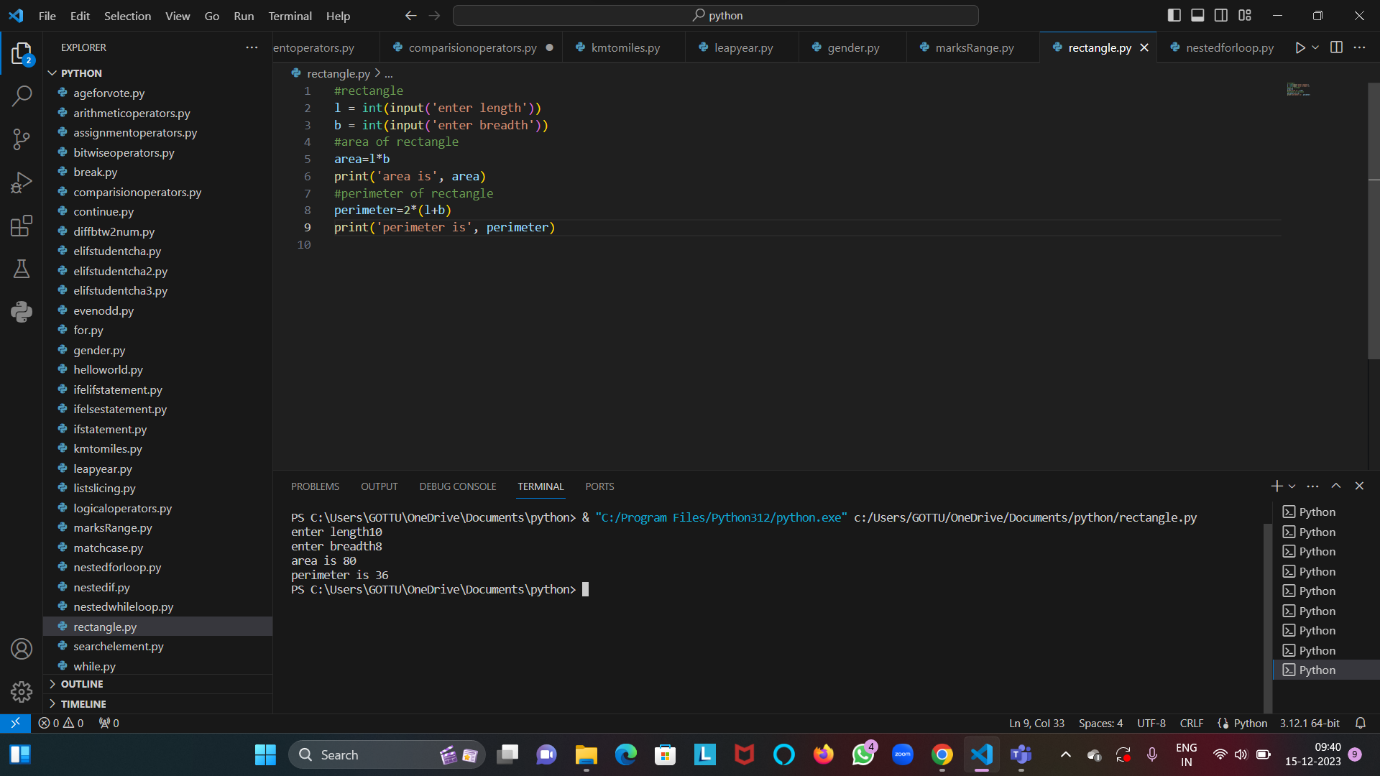 File Edit Selection View Go Run Terminal Help
python
EXPLORER
entoperators.py comparisionoperators.py kmtomiles.py leapyear.py gender.py marksRange.py rectangle.py nestedforloop.py
PYTHON
ageforvote.py
arithmeticoperators.py
assignmentoperators.py
bitwiseoperators.py
break.py
comparisionoperators.py
continue.py
diffbtw2num.py
elifstudentcha.py
elifstudentcha2.py
elifstudentcha3.py
evenodd.py
for.py
gender.py
helloworld.py
ifelifstatement.py
ifelsestatement.py
ifstatement.py
kmtomiles.py
leapyear.py
listslicing.py
logicaloperators.py
marksRange.py
matchcase.py
nestedforloop.py
nestedif.py
nestedwhileloop.py
rectangle.py
searchelement.py
while.py
OUTLINE
TIMELINE
2
rectangle.py > ...
1 #rectangle
2 l = int(input('enter length'))
3 b = int(input('enter breadth'))
4 #area of rectangle
5 area=l*b
6 print('area is', area)
7 #perimeter of rectangle
8 perimeter=2*(l+b)
9 print('perimeter is', perimeter)
10
PROBLEMS OUTPUT DEBUG CONSOLE TERMINAL PORTS
PS C:\Users\GOTTU\OneDrive\Documents\python> & "C:/Program Files/Python312/python.exe" c:/Users/GOTTU/OneDrive/Documents/python/rectangle.py
enter length10
enter breadth8
area is 80
perimeter is 36
PS C:\Users\GOTTU\OneDrive\Documents\python>
Python
Python
Python
Python
Python
Python
Python
Python
Python
0 0 0
Ln 9, Col 33 Spaces: 4 UTF-8 CRLF Python 3.12.1 64-bit
Search
L
4
zoom
ENG
IN
09:40
15-12-2023
9